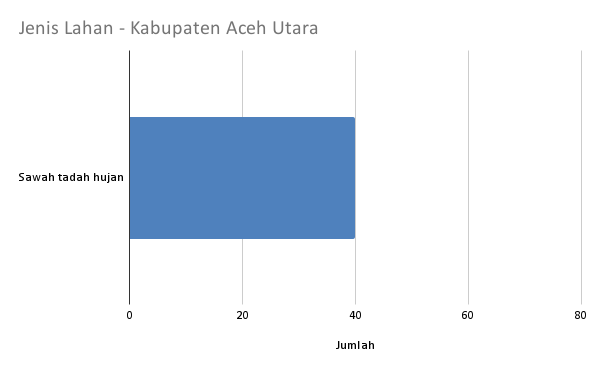 Jenis Lahan - Kabupaten Aceh Utara
Sawah tadah hujan
0 20 40 60 80
Jumlah